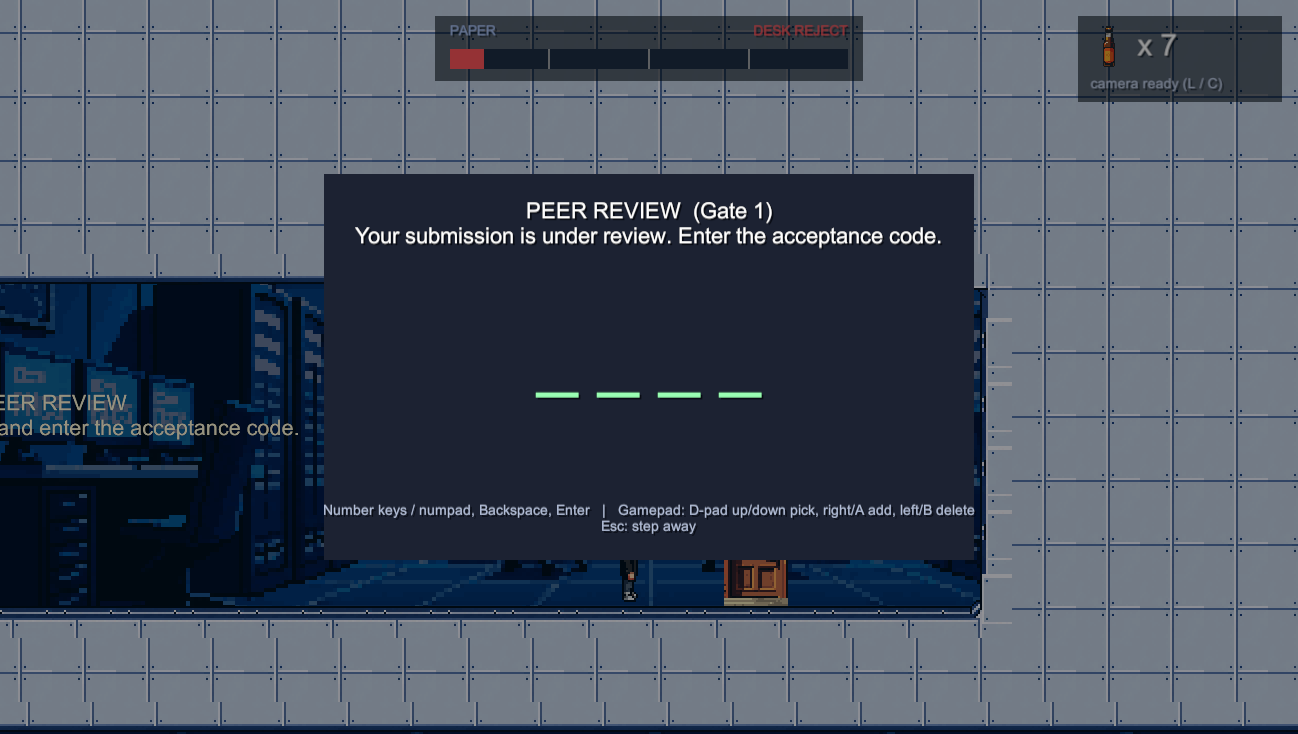 PAPER
DESK REJECT
x 7
camera ready (L / C)
PEER REVIEW (Gate 1)
Your submission is under review. Enter the acceptance code.
EER REVIEW
and enter the acceptance code.
Number keys / numpad, Backspace, Enter | Gamepad: D-pad up/down pick, right/A add, left/B delete
Esc: step away